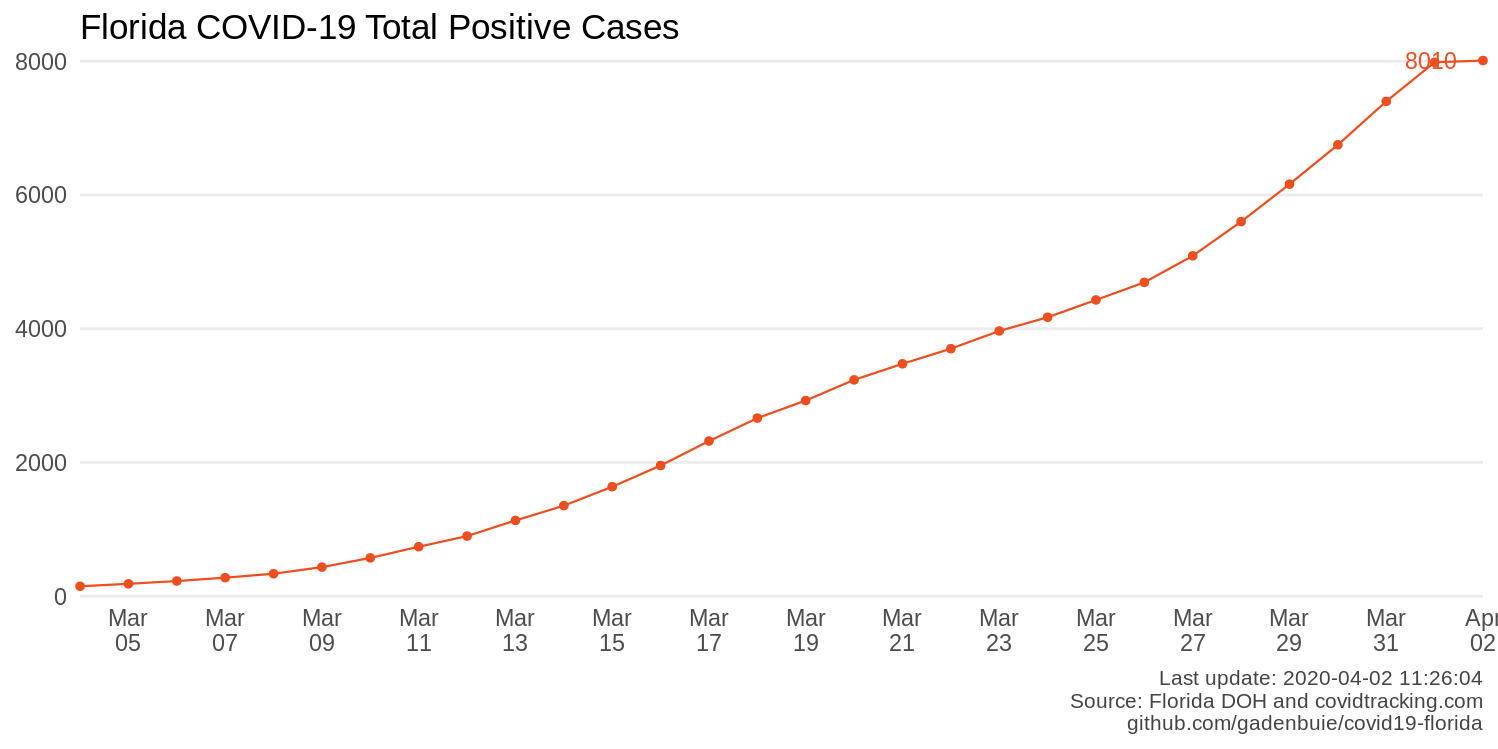 Florida COVID-19 Total Positive Cases
8000
8010
6000
4000
2000
0
Mar Mar Mar Mar Mar Mar Mar Mar Mar Mar Mar Mar Mar Mar Apr
05 07 09 11 13 15 17 19 21 23 25 27 29 31 02
Last update: 2020-04-02 11:26:04
Source: Florida DOH and covidtracking.com
github.com/gadenbuie/covid19-florida